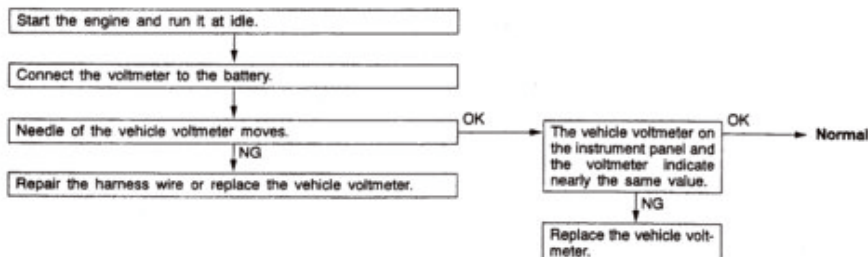 Start the engine and run it at idle.
Connect the voltmeter to the battery.
Needle of the vehicle voltmeter moves.
OK
NG
Repair the harness wire or replace the vehicle voltmeter.
The vehicle voltmeter on
the instrument panel and
the voltmeter indicate
nearly the same value.
OK
Normal
NG
Replace the vehicle volt-
meter.